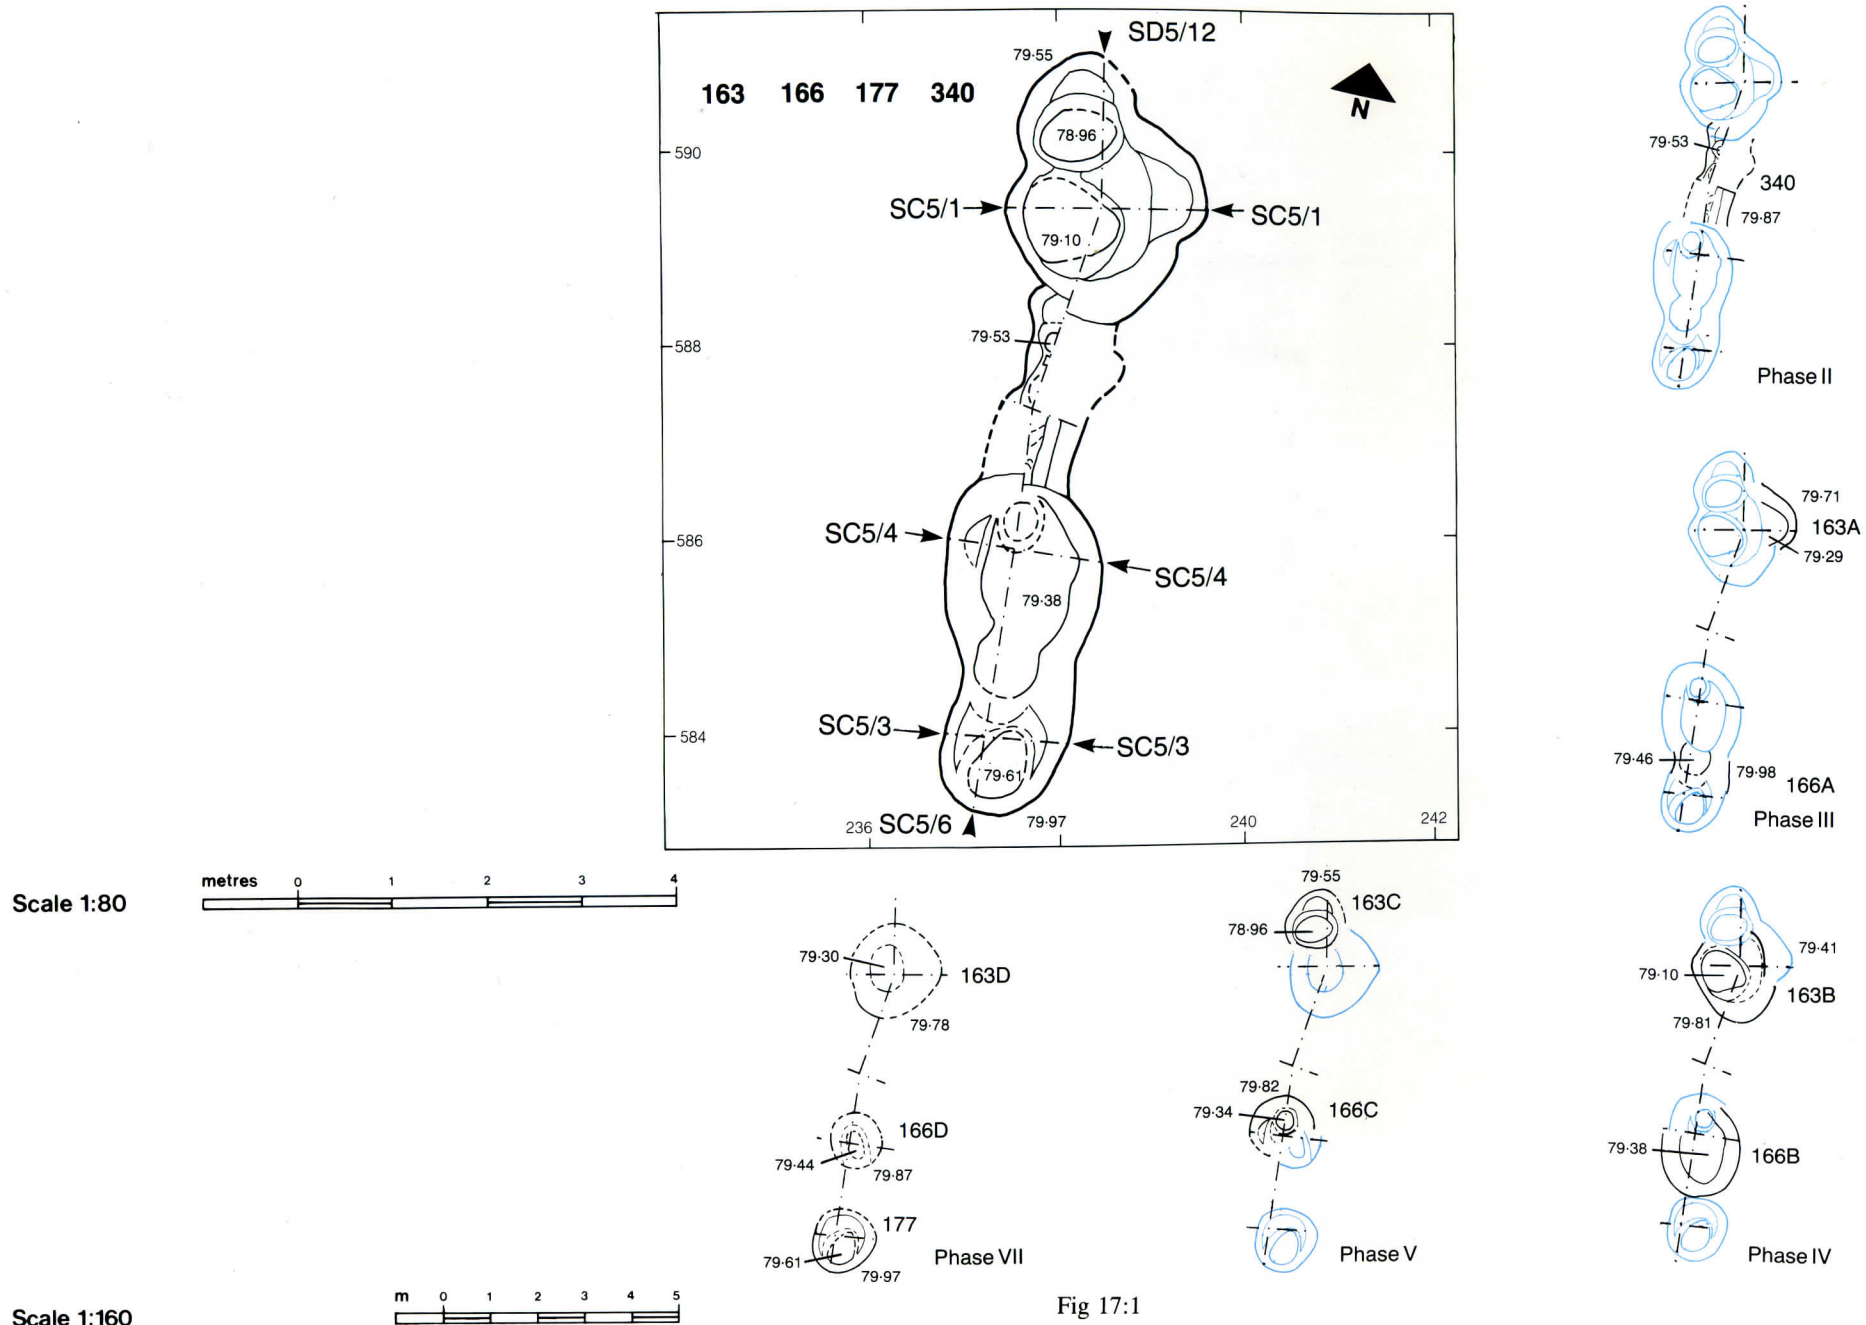 SD5/12
79·55
163 166 177 340
N
78·96
590
SC5/1
SC5/1
79·10
79·53
588
SC5/4
586
SC5/4
79·38
SC5/3
584
SC5/3
79·61
236
SC5/6
79·97
240
242
79·53
340
79·87
Phase II
79·71
163A
79·29
79·46
79·98
166A
Phase III
metres 0 1 2 3 4
Scale 1:80
79·30
163D
79·78
166D
79·44
79·87
177
79·61
79·97
Phase VII
79·55
163C
78·96
79·82
79·34
166C
Phase V
79·41
79·10
163B
79·81
79·38
166B
Phase IV
m 0 1 2 3 4 5
Scale 1:160
Fig 17:1